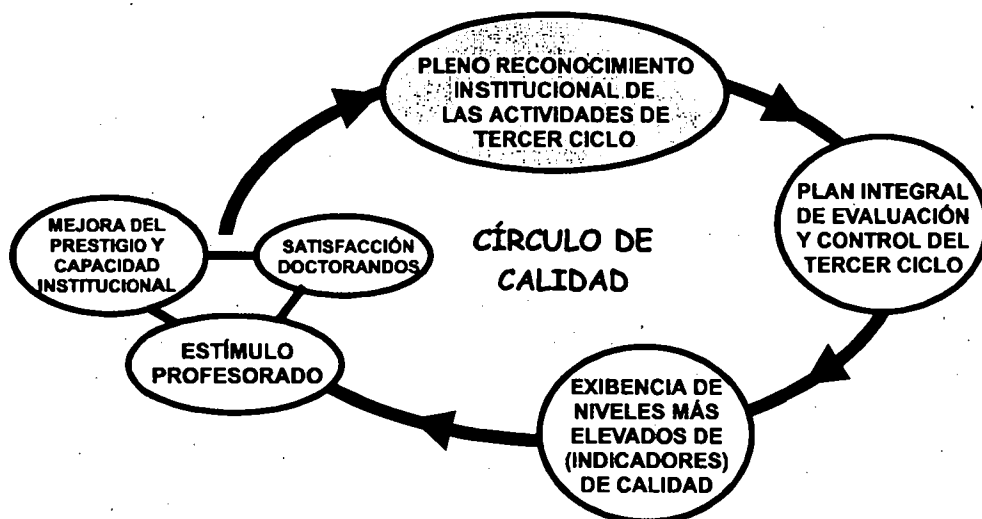 PLENO RECONOCIMIENTO
INSTITUCIONAL DE
LAS ACTIVIDADES DE
TERCER CICLO
PLAN INTEGRAL
DE EVALUACIÓN
Y CONTROL DEL
TERCER CICLO
EXIBENCIA DE
NIVELES MÁS
ELEVADOS DE
(INDICADORES)
DE CALIDAD
ESTÍMULO
PROFESORADO
MEJORA DEL
PRESTIGIO Y
CAPACIDAD
INSTITUCIONAL
SATISFACCIÓN
DOCTORANDOS
CÍRCULO DE
CALIDAD